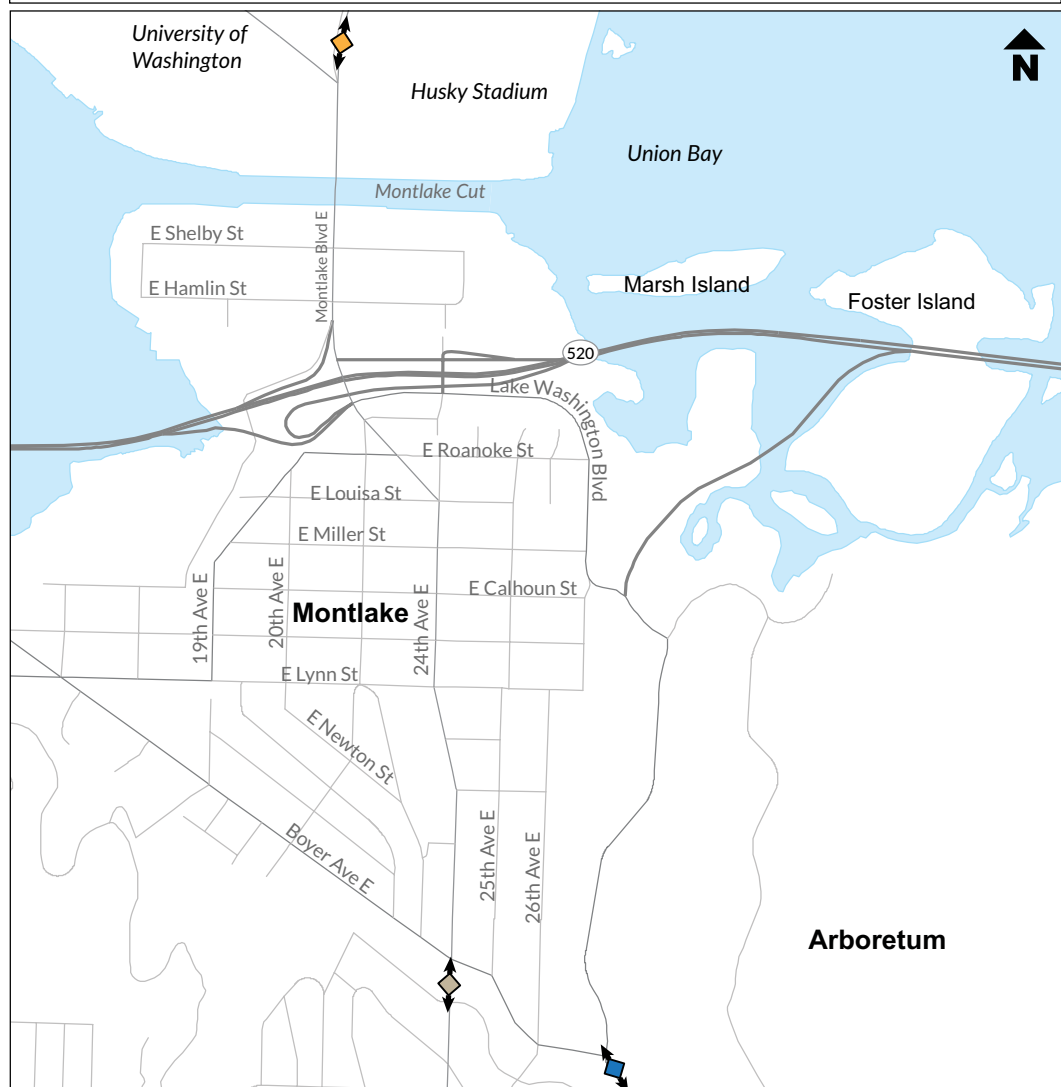 University of
Washington
Husky Stadium
N
Union Bay
Montlake Cut
E Shelby St
Montlake Blvd E
E Hamlin St
Marsh Island
Foster Island
520
Lake Washington Blvd
E Roanoke St
E Louisa St
E Miller St
19th Ave E
20th Ave E
24th Ave E
E Calhoun St
Montlake
E Lynn St
E Newton St
Boyer Ave E
25th Ave E
26th Ave E
Arboretum